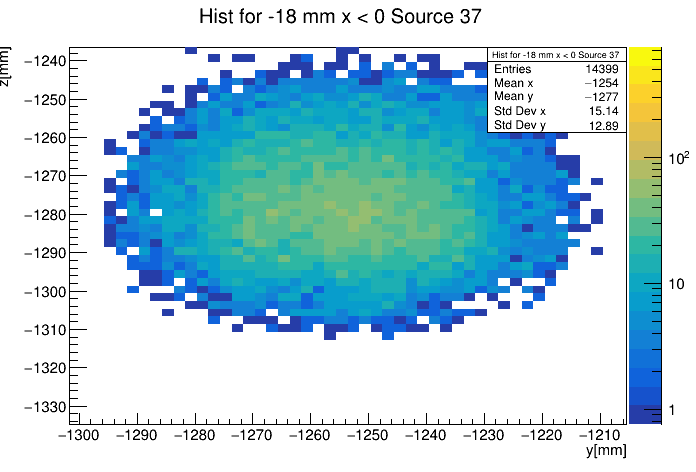 Hist for -18 mm x < 0 Source 37
z[mm]
Hist for -18 mm x < 0 Source 37
Entries 14399
Mean x −1254
Mean y −1277
Std Dev x 15.14
Std Dev y 12.89
−1240
−1250
−1260
−1270
−1280
−1290
−1300
−1310
−1320
−1330
10²
10
1
−1300 −1290 −1280 −1270 −1260 −1250 −1240 −1230 −1220 −1210
y[mm]